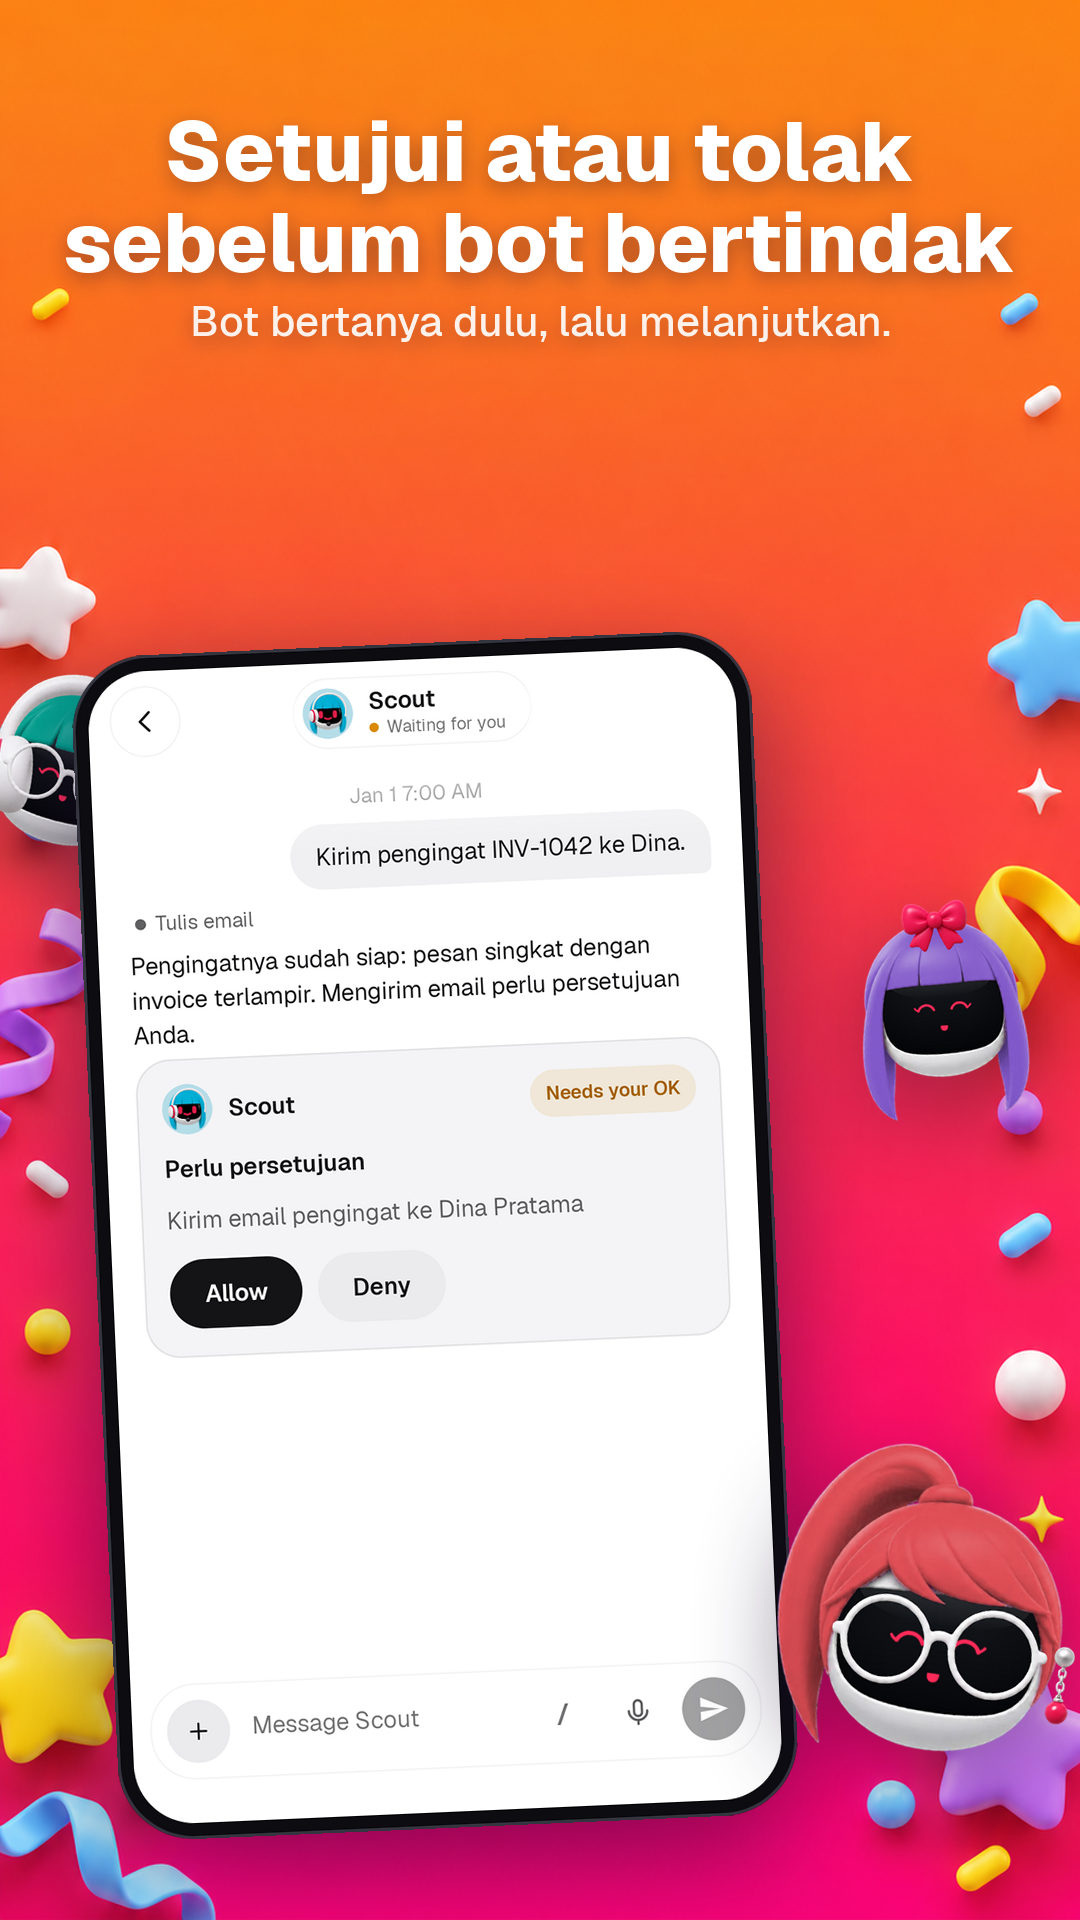 Setujui atau tolak
sebelum bot bertindak
Bot bertanya dulu, lalu melanjutkan.
Scout
Waiting for you
Jan 1 7:00 AM
Kirim pengingat INV-1042 ke Dina.
Tulis email
Pengingatnya sudah siap: pesan singkat dengan
invoice terlampir. Mengirim email perlu persetujuan
Anda.
Scout
Needs your OK
Perlu persetujuan
Kirim email pengingat ke Dina Pratama
Allow
Deny
Message Scout
/